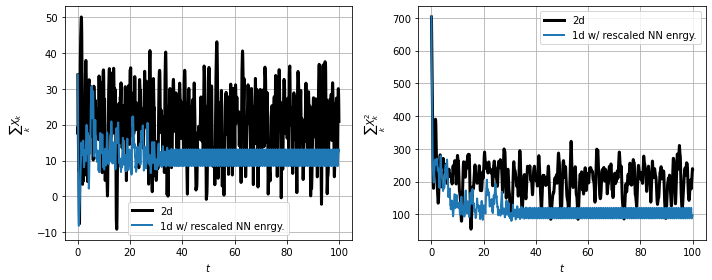 50
40
30
20
10
0
−10
$\sum_k X_k$
0 20 40 60 80 100
t
2d
1d w/ rescaled NN enrgy.
700
600
500
400
300
200
100
$\sum_k X_k^2$
0 20 40 60 80 100
t
2d
1d w/ rescaled NN enrgy.